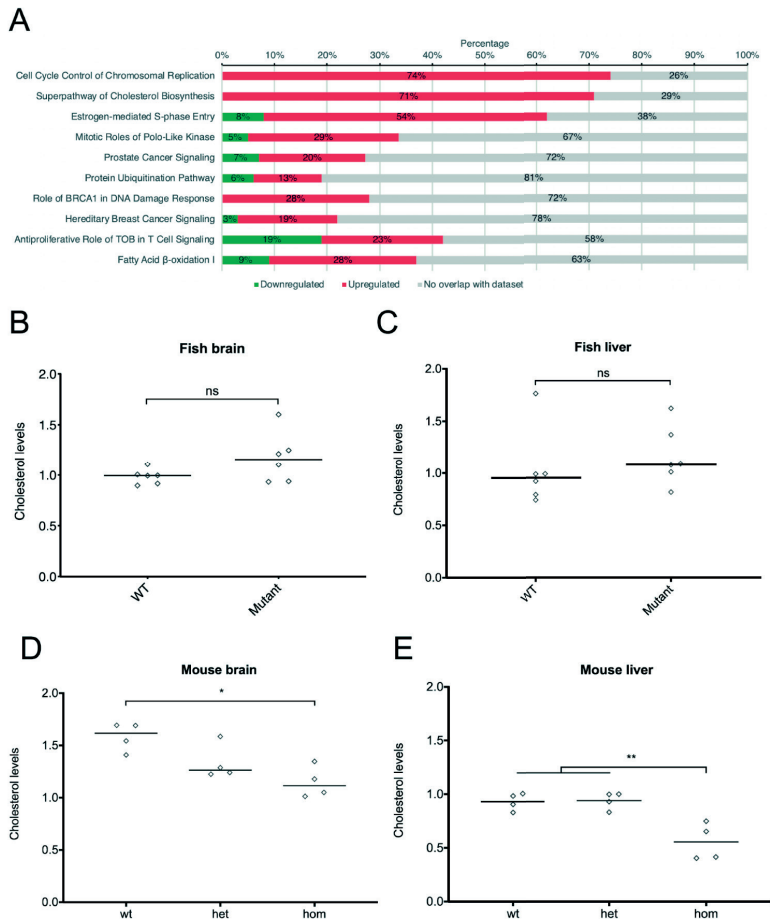 A
Percentage
0% 10% 20% 30% 40% 50% 60% 70% 80% 90% 100%
Cell Cycle Control of Chromosomal Replication 74% 26%
Superpathway of Cholesterol Biosynthesis 71% 29%
Estrogen-mediated S-phase Entry 8% 54% 38%
Mitotic Roles of Polo-Like Kinase 5% 29% 67%
Prostate Cancer Signaling 7% 20% 72%
Protein Ubiquitination Pathway 6% 13% 81%
Role of BRCA1 in DNA Damage Response 28% 72%
Hereditary Breast Cancer Signaling 3% 19% 78%
Antiproliferative Role of TOB in T Cell Signaling 19% 23% 58%
Fatty Acid β-oxidation I 9% 28% 63%
Downregulated Upregulated No overlap with dataset
B
Fish brain
Cholesterol levels
2.0
1.5
1.0
0.5
0.0
ns
WT Mutant
C
Fish liver
Cholesterol levels
2.0
1.5
1.0
0.5
0.0
ns
WT Mutant
D
Mouse brain
Cholesterol levels
2.0
1.5
1.0
0.5
0.0
*
wt het hom
E
Mouse liver
Cholesterol levels
2.0
1.5
1.0
0.5
0.0
**
wt het hom